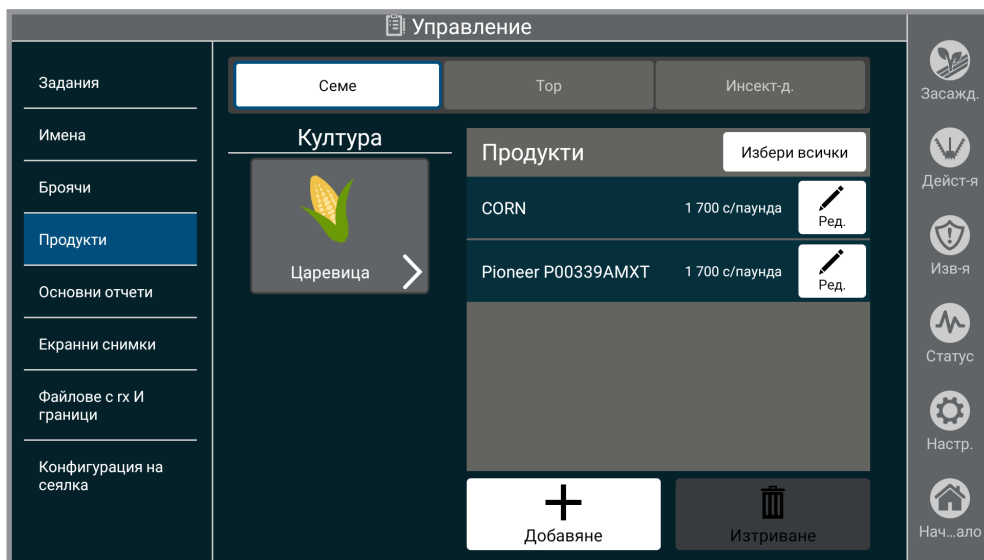 Управление
Задания
Имена
Броячи
Продукти
Основни отчети
Екранни снимки
Файлове с rx И
граници
Конфигурация на
сеялка
Семе
Тор
Инсект-д.
Култура
Царевица
Продукти
Избери всички
CORN
1 700 с/паунда
Ред.
Pioneer P00339AMXT
1 700 с/паунда
Ред.
Добавяне
Изтриване
Засажд.
Дейст-я
Изв-я
Статус
Настр.
Нач...ало